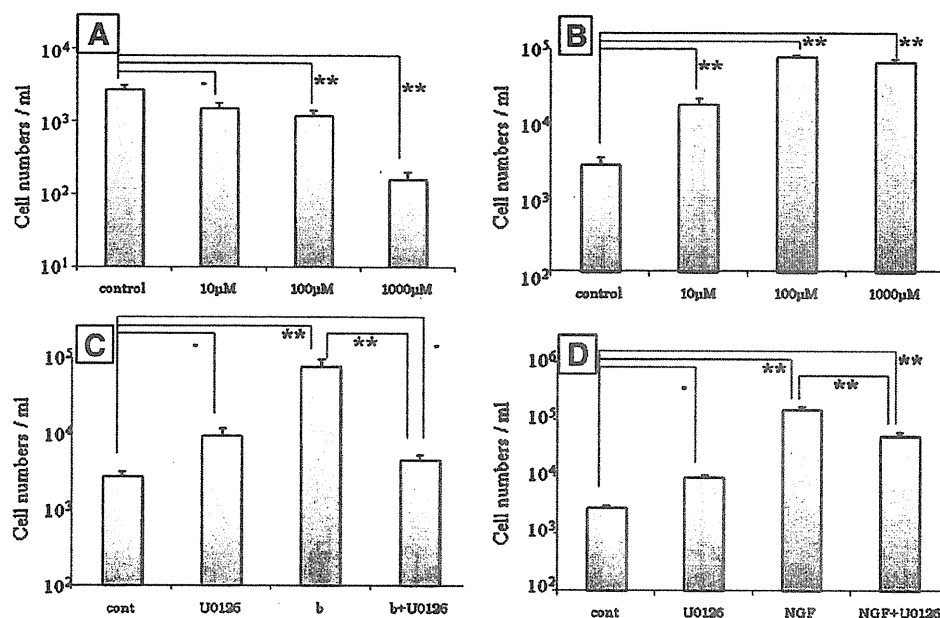 A
Cell numbers / ml
10⁴
10³
10²
10¹
**
**
control
10µM
100µM
1000µM
B
Cell numbers / ml
10⁵
10⁴
10³
10²
**
**
**
control
10µM
100µM
1000µM
C
Cell numbers / ml
10⁵
10⁴
10³
10²
**
**
cont
U0126
b
b+U0126
D
Cell numbers / ml
10⁶
10⁵
10⁴
10³
10²
**
**
**
cont
U0126
NGF
NGF+U0126